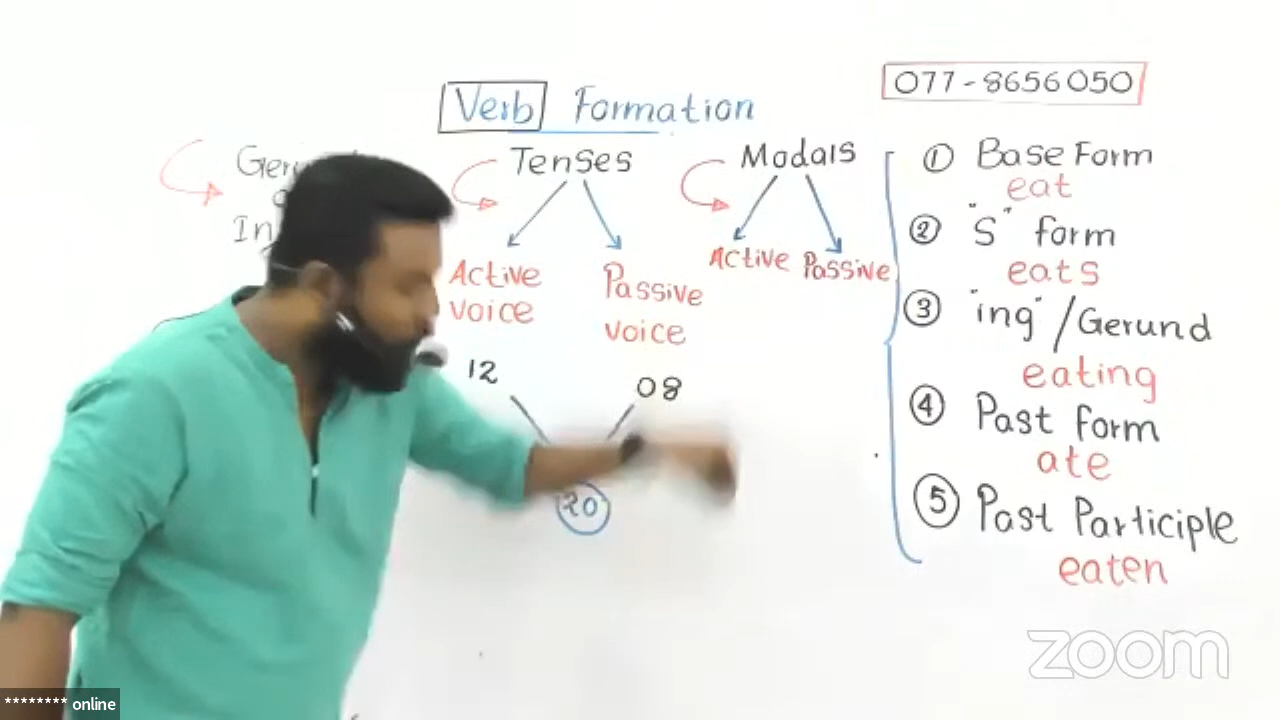 077-8656050
Verb Formation
Tenses
Modals
Active voice
Passive voice
Active Passive
12
08
20
① Base Form
eat
② "S" form
eats
③ "ing" / Gerund
eating
④ Past form
ate
⑤ Past Participle
eaten
zoom
******** online